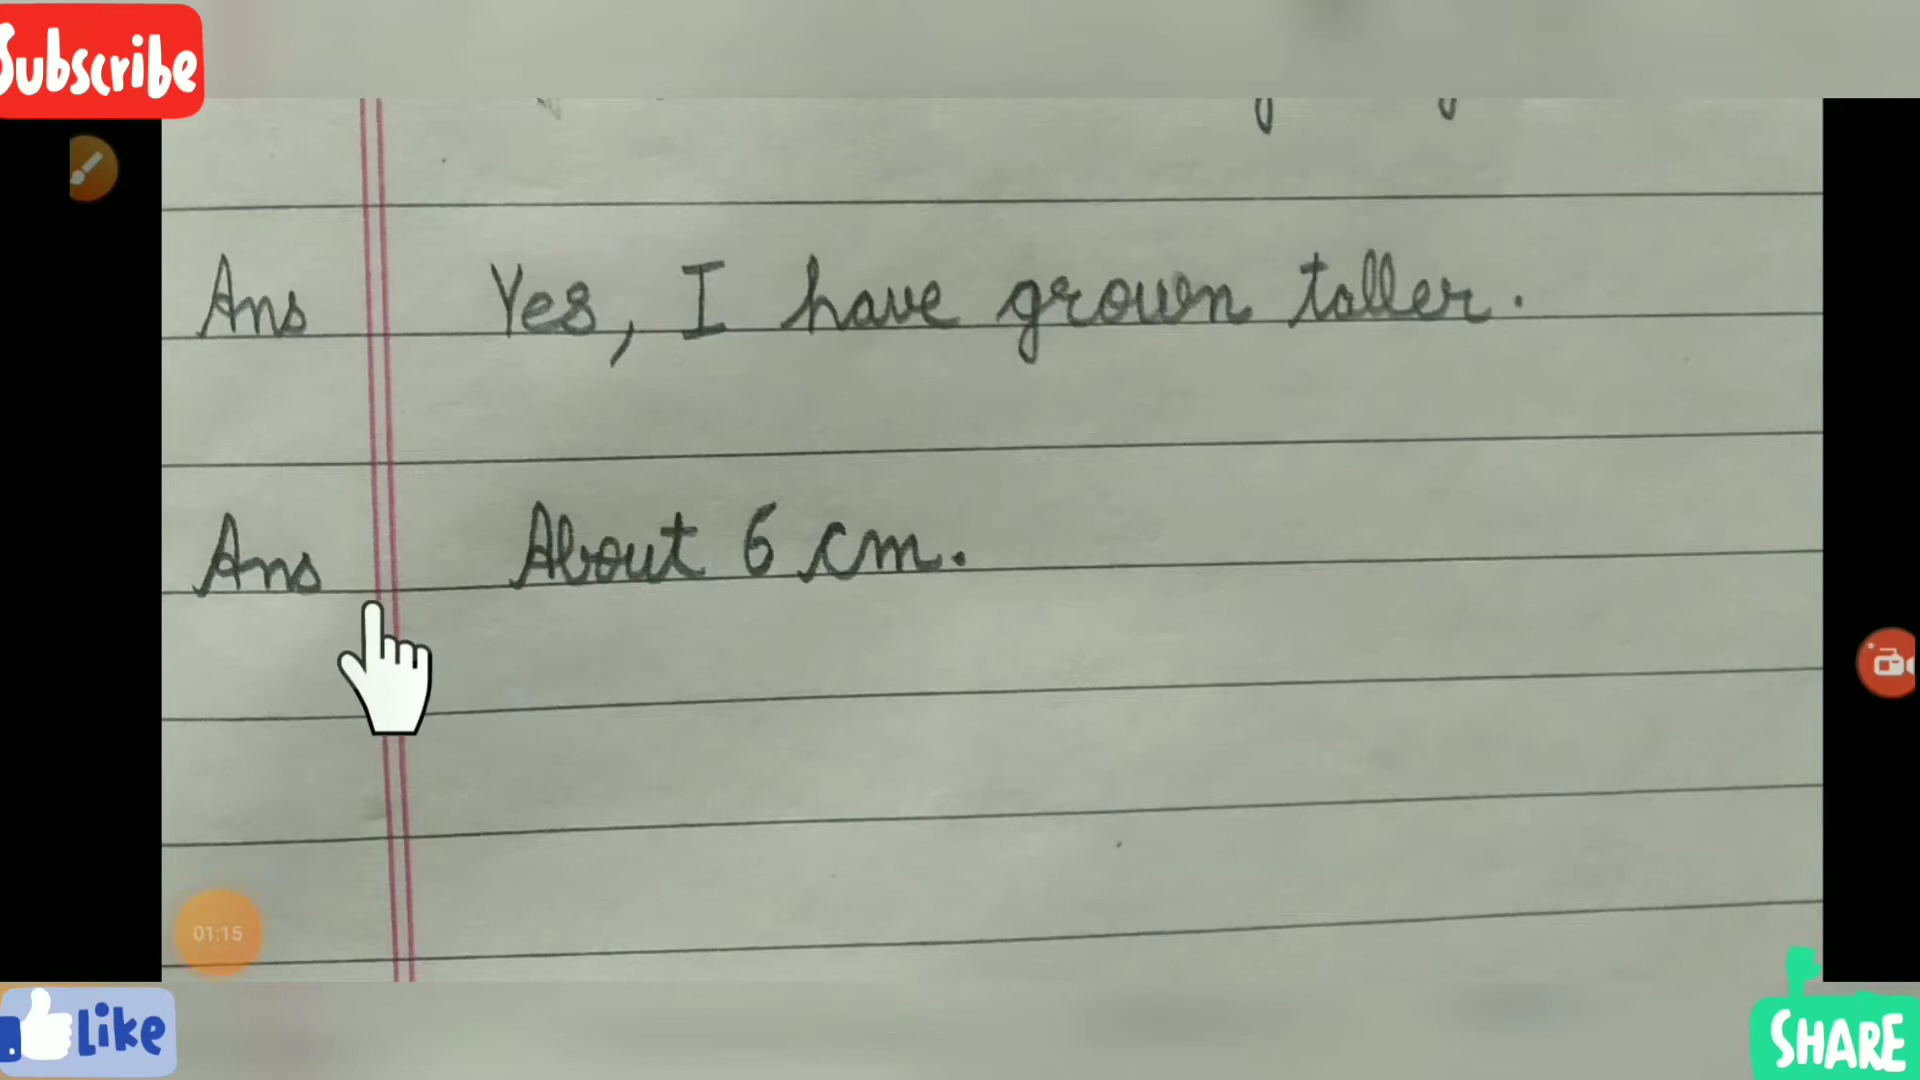 Subscribe
Ans Yes, I have grown taller.
Ans About 6 cm.
01:15
Like
SHARE